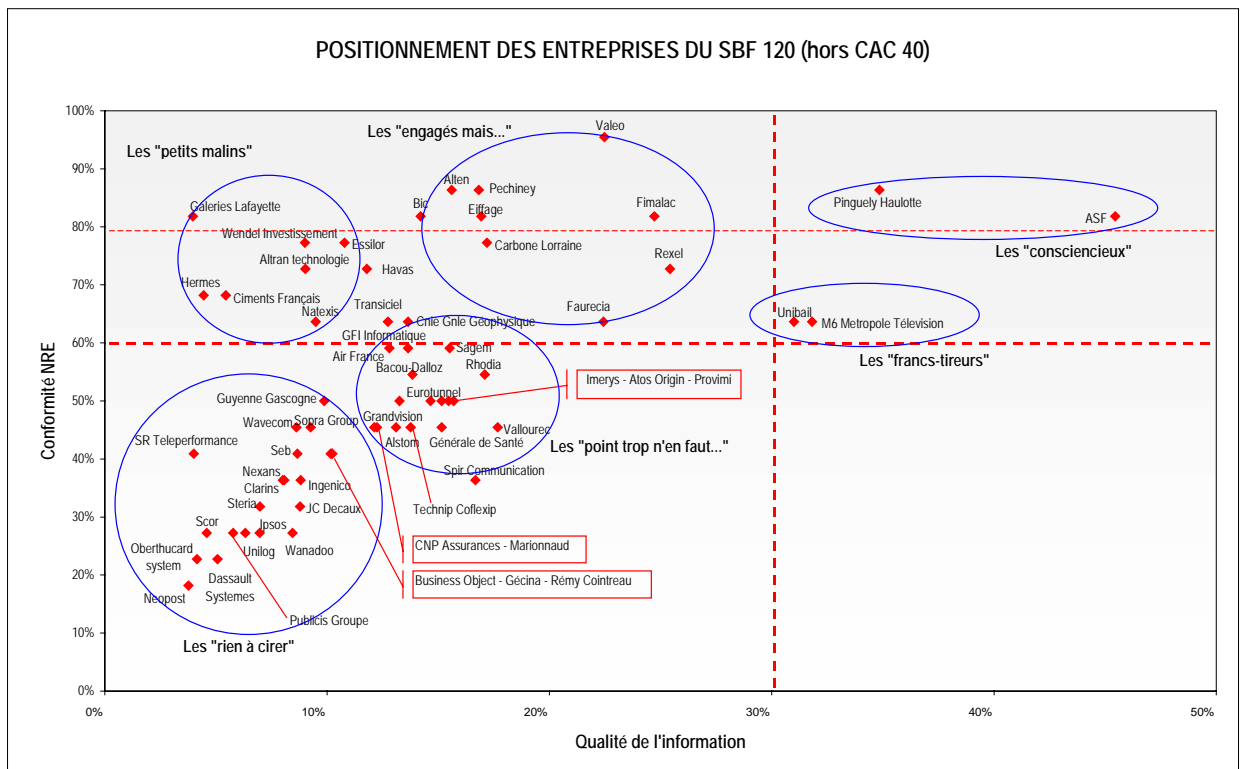 POSITIONNEMENT DES ENTREPRISES DU SBF 120 (hors CAC 40)
100%
Valeo
Les "engagés mais..."
Les "petits malins"
90%
Alten
Pechiney
Pinguely Haulotte
Galeries Lafayette
Bic
Eiffage
Fimalac
ASF
80%
Wendel Investissement
Essilor
Carbone Lorraine
Les "consciencieux"
Altran technologie
Havas
Rexel
70%
Hermes
Ciments Français
Natexis
Transiciel
Chie Gnle Géophysique
Faurecia
Unibail
M6 Metropole Télévision
GFI Informatique
60%
Air France
Sagem
Les "francs-tireurs"
Bacou-Dalloz
Rhodia
Imerys - Atos Origin - Provimi
50%
Guyenne Gascogne
Eurotunnel
Wavecom
Sopra Group
Grandvision
Vallourec
SR Teleperformance
Alstom
Générale de Santé
Les "point trop n'en faut..."
40%
Seb
Spir Communication
Nexans
Clarins
Ingenico
Steria
JC Decaux
Technip Coflexip
30%
Scor
Ipsos
Unilog
Wanadoo
CNP Assurances - Marionnaud
Oberthucard
system
20%
Dassault
Systemes
Business Object - Gécina - Rémy Cointreau
Neopost
Publicis Groupe
10%
Les "rien à cirer"
0%
Conformité NRE
0%
10%
20%
30%
40%
50%
Qualité de l'information